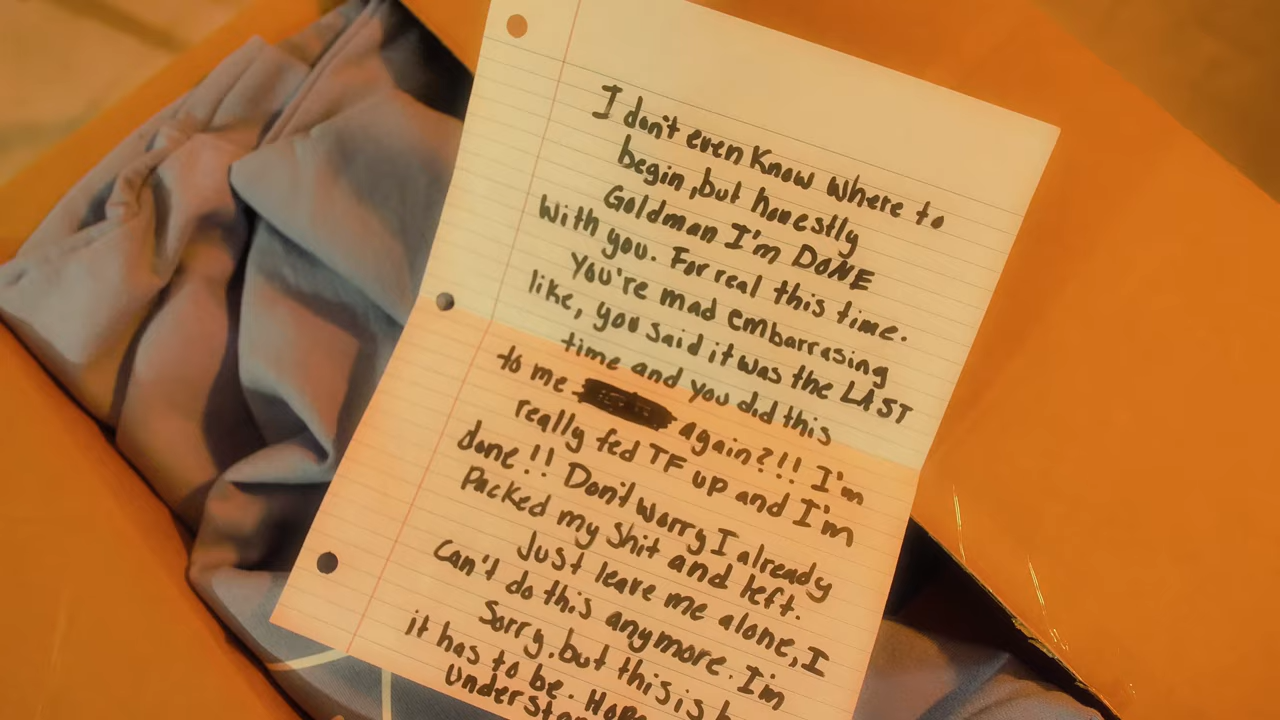 I don't even Know where to
begin, but honestly
Goldman I'm DONE
With you. For real this time.
You're mad embarrasing
like, you said it was the LAST
time and you did this
to me again?!! I'm
really fed TF up and I'm
done!! Don't worry I already
Packed my shit and left.
Just leave me alone, I
can't do this anymore. I'm
Sorry, but this is
it has to be. Hope